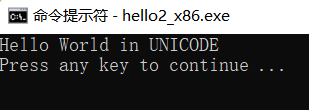 命令提示符 - hello2_x86.exe
Hello World in UNICODE
Press any key to continue ...